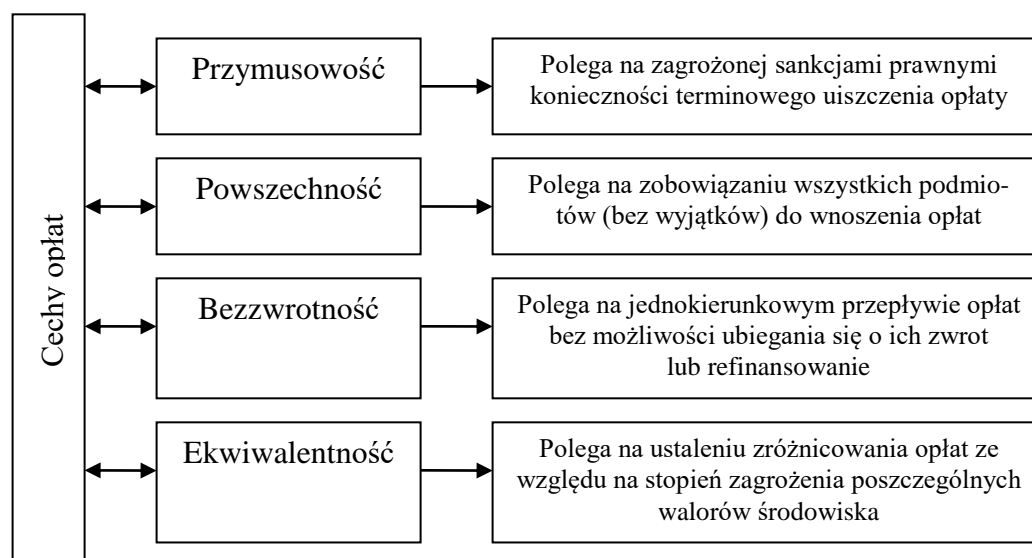 Cechy opłat
Przymusowość
Polega na zagrożonej sankcjami prawnymi
konieczności terminowego uiszczenia opłaty
Powszechność
Polega na zobowiązaniu wszystkich podmio-
tów (bez wyjątków) do wnoszenia opłat
Bezzwrotność
Polega na jednokierunkowym przepływie opłat
bez możliwości ubiegania się o ich zwrot
lub refinansowanie
Ekwiwalentność
Polega na ustaleniu zróżnicowania opłat ze
względu na stopień zagrożenia poszczególnych
walorów środowiska